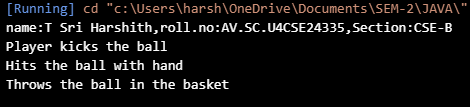 [Running] cd "c:\Users\harsh\OneDrive\Documents\SEM-2\JAVA\"
name:T Sri Harshith,roll.no:AV.SC.U4CSE24335,Section:CSE-B
Player kicks the ball
Hits the ball with hand
Throws the ball in the basket